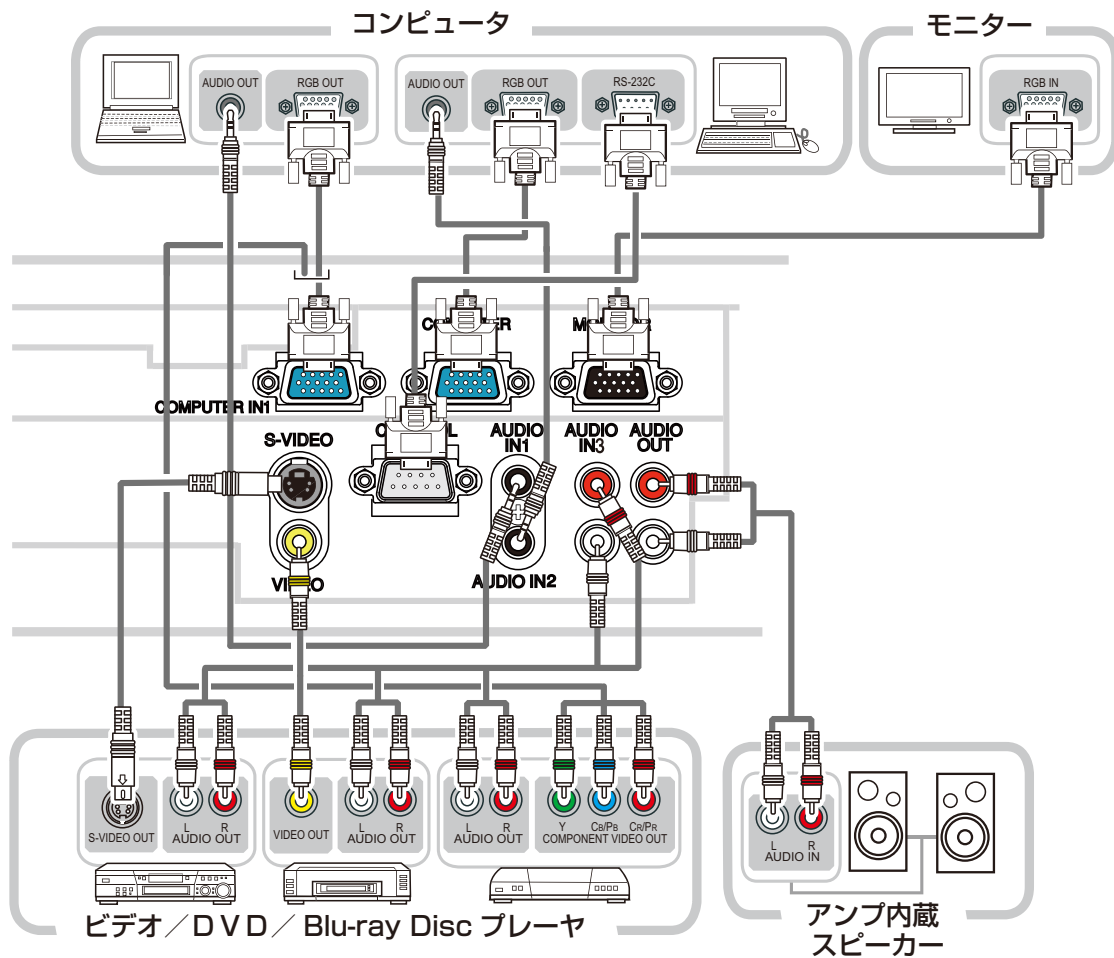 コンピュータ
モニター
AUDIO OUT
RGB OUT
AUDIO OUT
RGB OUT
RS-232C
RGB IN
COMPUTER IN1
S-VIDEO
AUDIO
IN1
AUDIO
IN3
AUDIO
OUT
AUDIO IN2
S-VIDEO OUT
L
R
AUDIO OUT
VIDEO OUT
L
R
AUDIO OUT
L
R
AUDIO OUT
Y
CB/PB
CR/PR
COMPONENT VIDEO OUT
L
R
AUDIO IN
ビデオ／ＤＶＤ／ Blu-ray Disc プレーヤ
アンプ内蔵
スピーカー